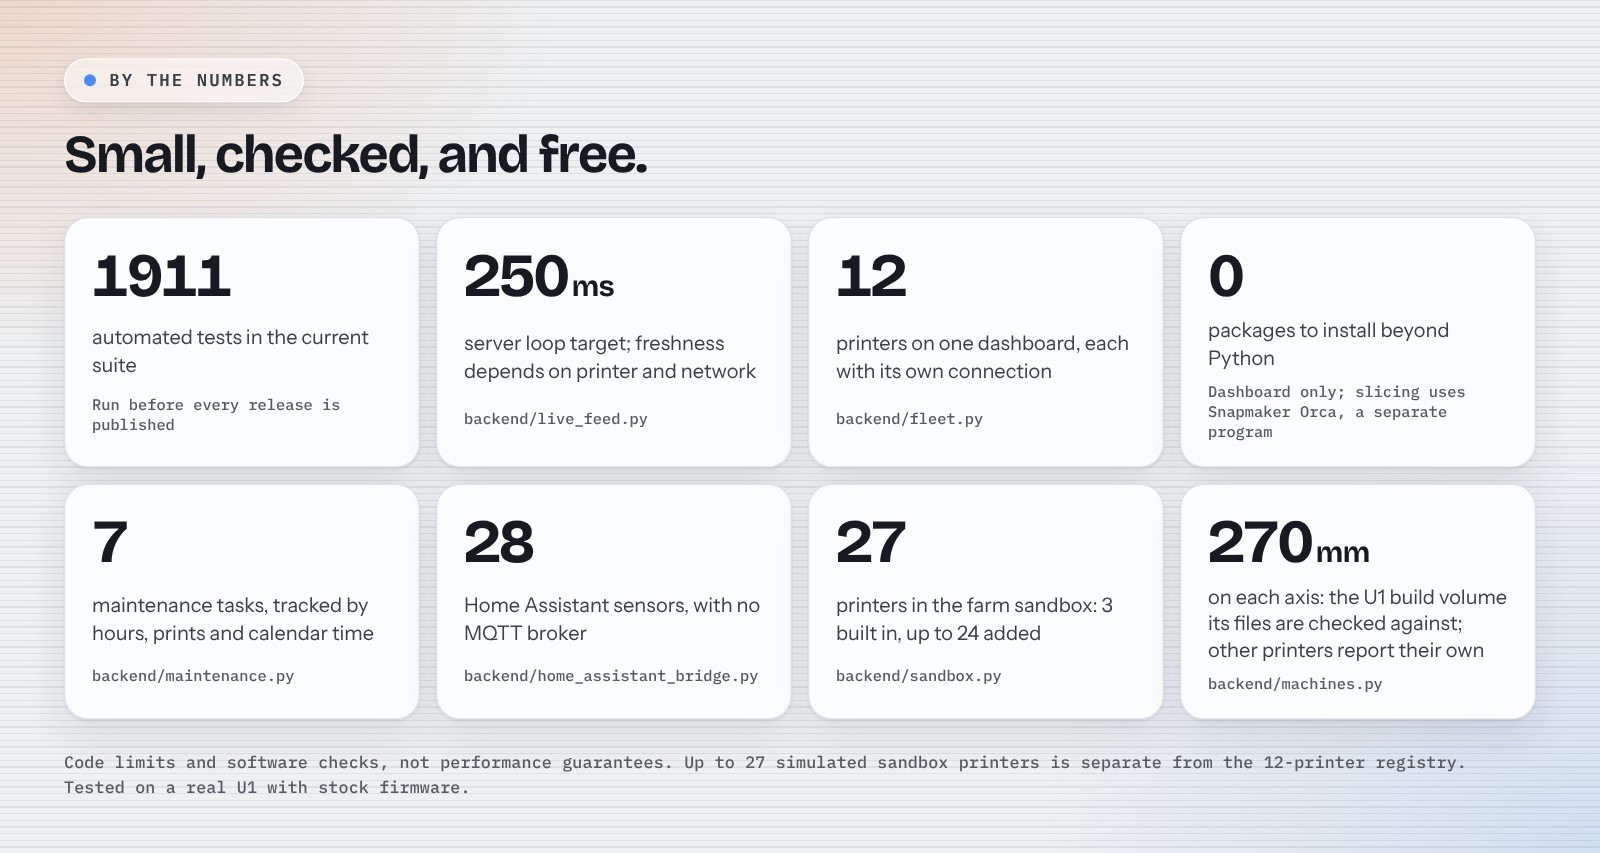 BY THE NUMBERS
Small, checked, and free.
1911
automated tests in the current
suite
Run before every release is
published
250ms
server loop target; freshness
depends on printer and network
backend/live_feed.py
12
printers on one dashboard, each
with its own connection
backend/fleet.py
0
packages to install beyond
Python
Dashboard only; slicing uses
Snapmaker Orca, a separate
program
7
maintenance tasks, tracked by
hours, prints and calendar time
backend/maintenance.py
28
Home Assistant sensors, with no
MQTT broker
backend/home_assistant_bridge.py
27
printers in the farm sandbox: 3
built in, up to 24 added
backend/sandbox.py
270mm
on each axis: the U1 build volume
its files are checked against;
other printers report their own
backend/machines.py
Code limits and software checks, not performance guarantees. Up to 27 simulated sandbox printers is separate from the 12-printer registry.
Tested on a real U1 with stock firmware.